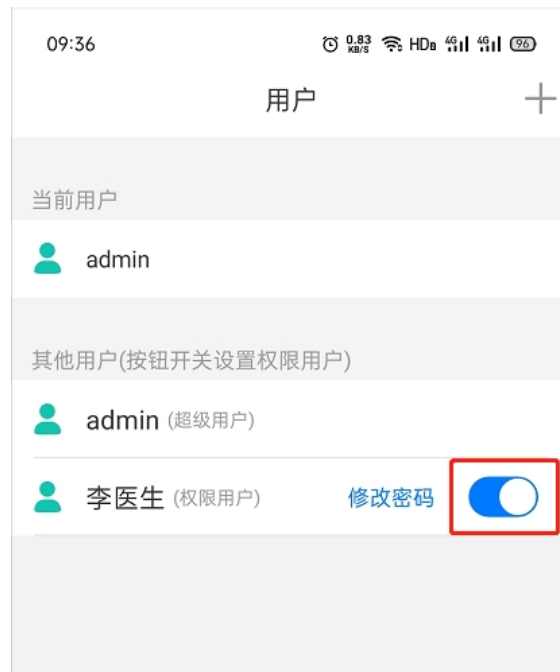 09:36 0.83 KB/S HD 4G 4G 96
用户
当前用户
admin
其他用户(按钮开关设置权限用户)
admin (超级用户)
李医生 (权限用户) 修改密码